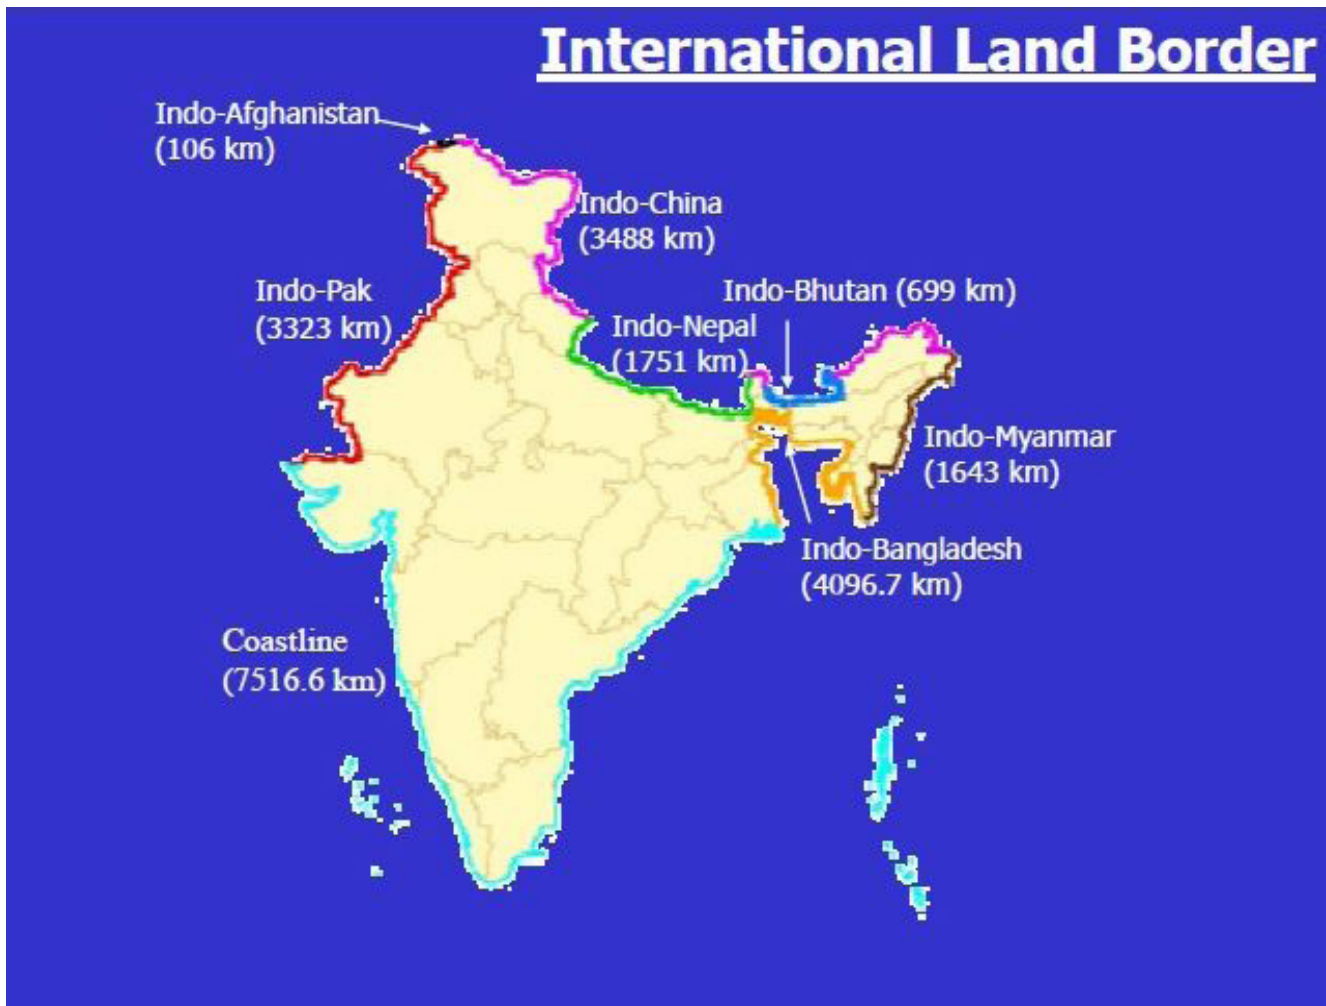 International Land Border
Indo-Afghanistan
(106 km)
Indo-China
(3488 km)
Indo-Pak
(3323 km)
Indo-Bhutan (699 km)
Indo-Nepal
(1751 km)
Indo-Myanmar
(1643 km)
Indo-Bangladesh
(4096.7 km)
Coastline
(7516.6 km)